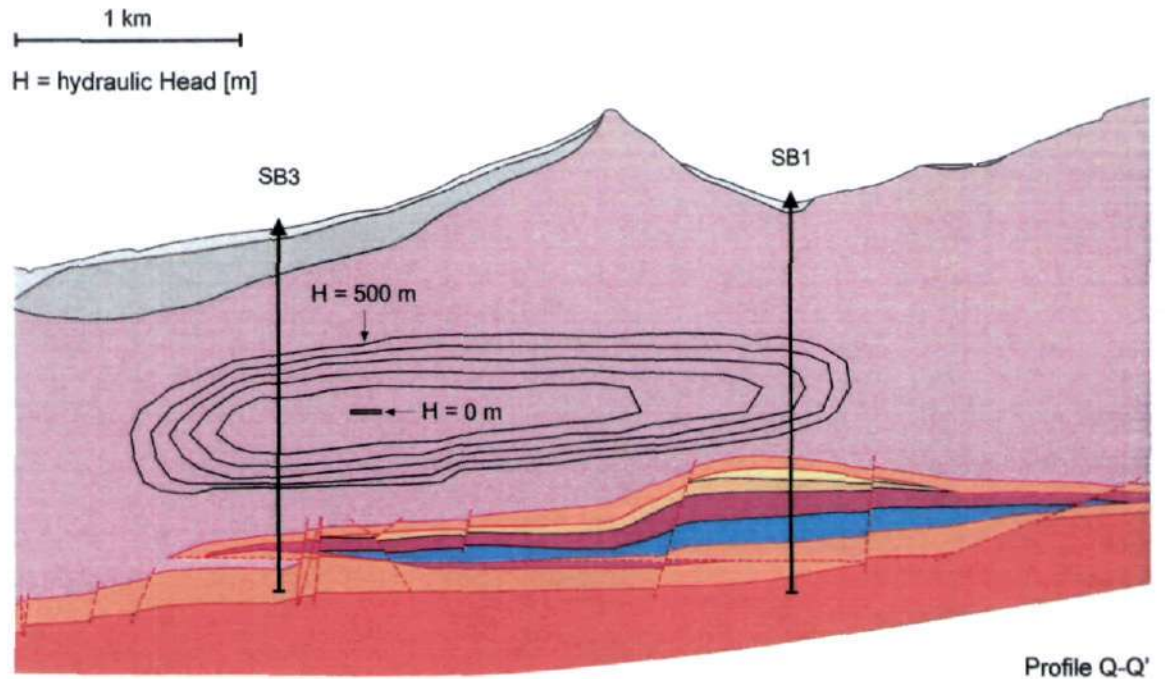 1 km
H = hydraulic Head [m]
SB3
SB1
H = 500 m
H = 0 m
Profile Q-Q'